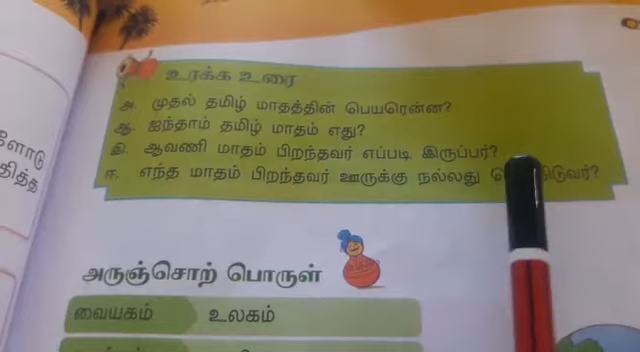 ளோடு
தித்த
உரக்க உரை
அ. முதல் தமிழ் மாதத்தின் பெயரென்ன?
ஆ. ஐந்தாம் தமிழ் மாதம் எது?
இ. ஆவணி மாதம் பிறந்தவர் எப்படி இருப்பர்?
ஈ. எந்த மாதம் பிறந்தவர் ஊருக்கு நல்லது
அருஞ்சொற் பொருள்
வையகம் உலகம்